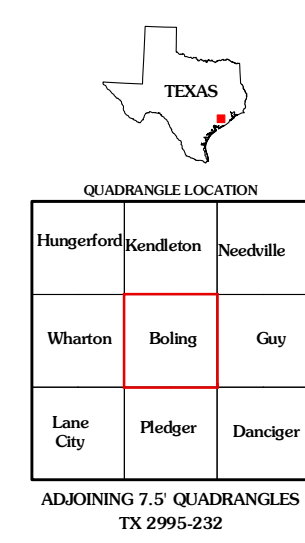 TEXAS
QUADRANGLE LOCATION
Hungerford Kendleton Needville
Wharton Boling Guy
Lane City Pledger Danciger
ADJOINING 7.5' QUADRANGLES
TX 2995-232